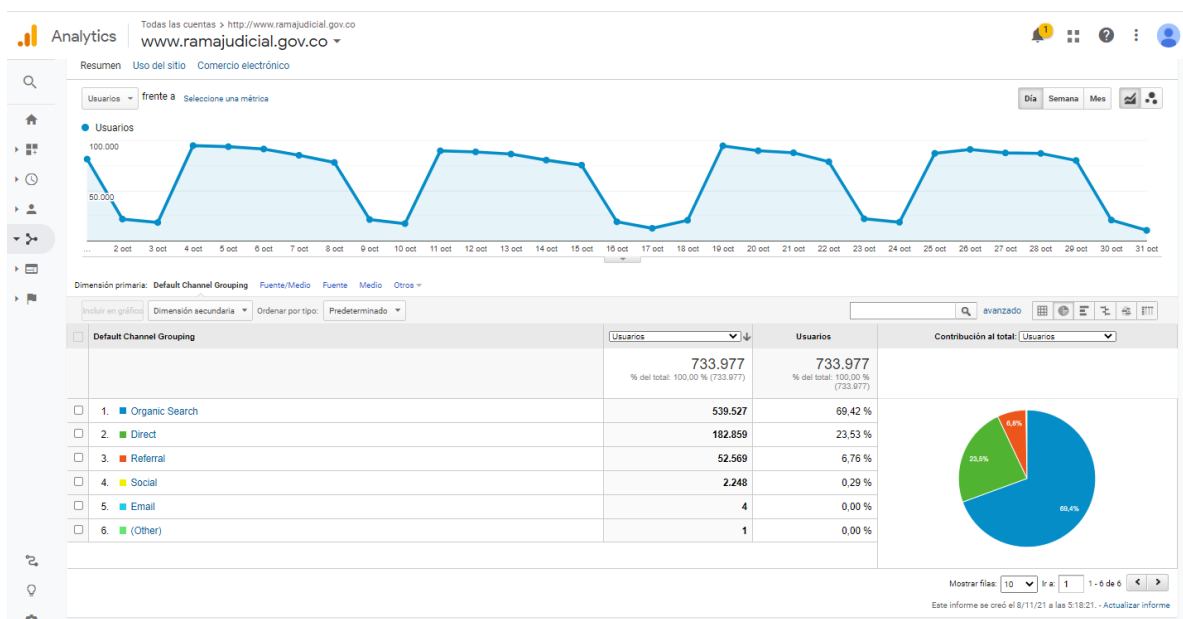 Analytics
Todas las cuentas > http://www.ramajudicial.gov.co
www.ramajudicial.gov.co
1
Resumen Uso del sitio Comercio electrónico
Usuarios frente a Seleccione una métrica
Día Semana Mes
Usuarios
100.000
50.000
... 2 oct 3 oct 4 oct 5 oct 6 oct 7 oct 8 oct 9 oct 10 oct 11 oct 12 oct 13 oct 14 oct 15 oct 16 oct 17 oct 18 oct 19 oct 20 oct 21 oct 22 oct 23 oct 24 oct 25 oct 26 oct 27 oct 28 oct 29 oct 30 oct 31 oct
Dimensión primaria: Default Channel Grouping Fuente/Medio Fuente Medio Otros
Incluir en gráfico Dimensión secundaria Ordenar por tipo: Predeterminado avanzado
Default Channel Grouping Usuarios Usuarios Contribución al total: Usuarios
733.977 733.977
% del total: 100,00 % (733.977) % del total: 100,00 %
(733.977)
1. Organic Search 539.527 69,42 %
2. Direct 182.859 23,53 %
3. Referral 52.569 6,76 %
4. Social 2.248 0,29 %
5. Email 4 0,00 %
6. (Other) 1 0,00 %
6,8%
23,5%
69,4%
Mostrar filas: 10 Ir a: 1 1 - 6 de 6
Este informe se creó el 8/11/21 a las 5:18:21. - Actualizar informe